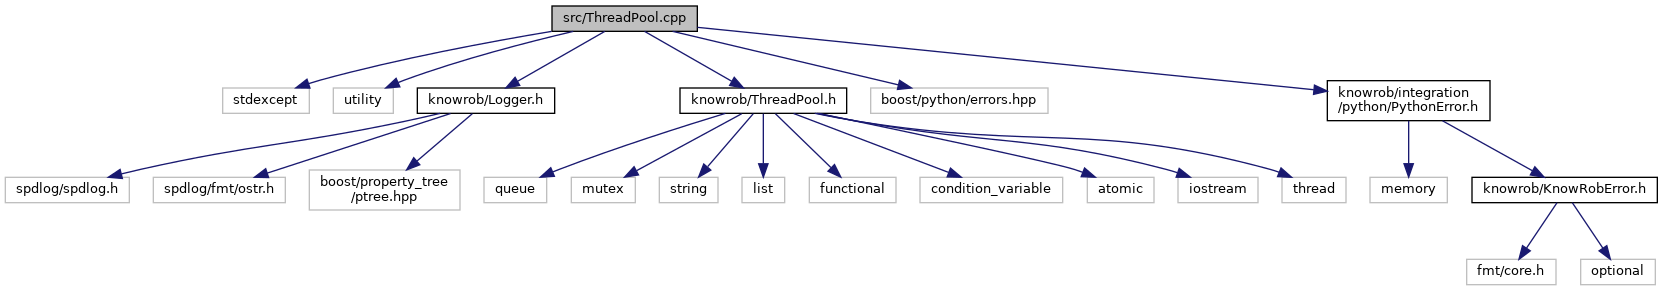 src/ThreadPool.cpp
stdexcept
utility
knowrob/Logger.h
knowrob/ThreadPool.h
boost/python/errors.hpp
knowrob/integration
/python/PythonError.h
spdlog/spdlog.h
spdlog/fmt/ostr.h
boost/property_tree
/ptree.hpp
queue
mutex
string
list
functional
condition_variable
atomic
iostream
thread
memory
knowrob/KnowRobError.h
fmt/core.h
optional